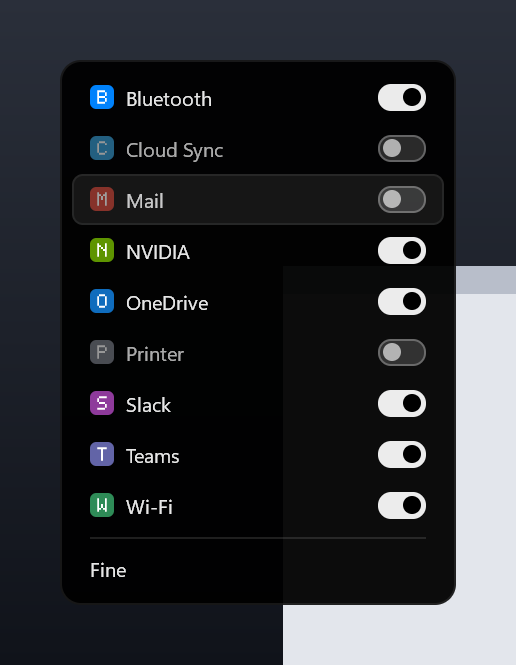 B Bluetooth
C Cloud Sync
M Mail
N NVIDIA
O OneDrive
P Printer
S Slack
T Teams
W Wi-Fi
Fine